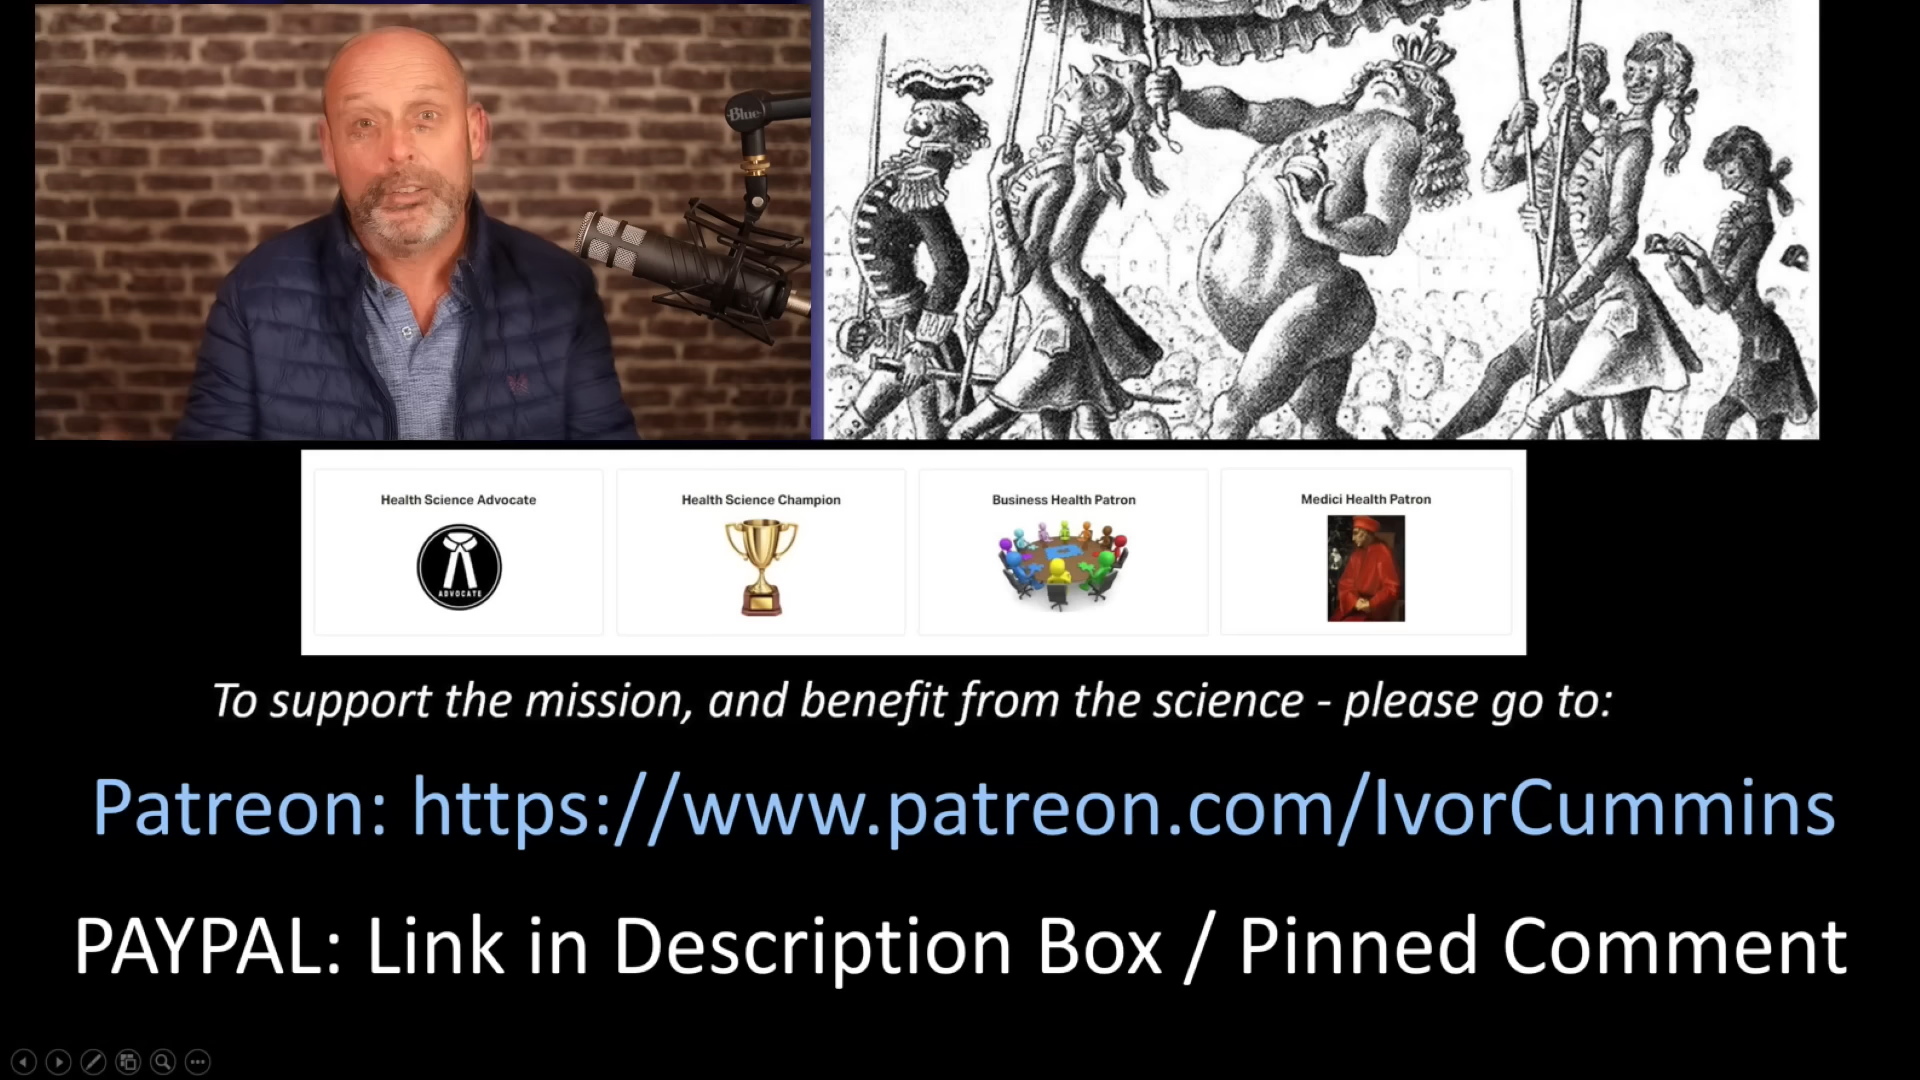 Blue
Health Science Advocate
Health Science Champion
Business Health Patron
Medici Health Patron
ADVOCATE
To support the mission, and benefit from the science - please go to:
Patreon: https://www.patreon.com/IvorCummins
PAYPAL: Link in Description Box / Pinned Comment